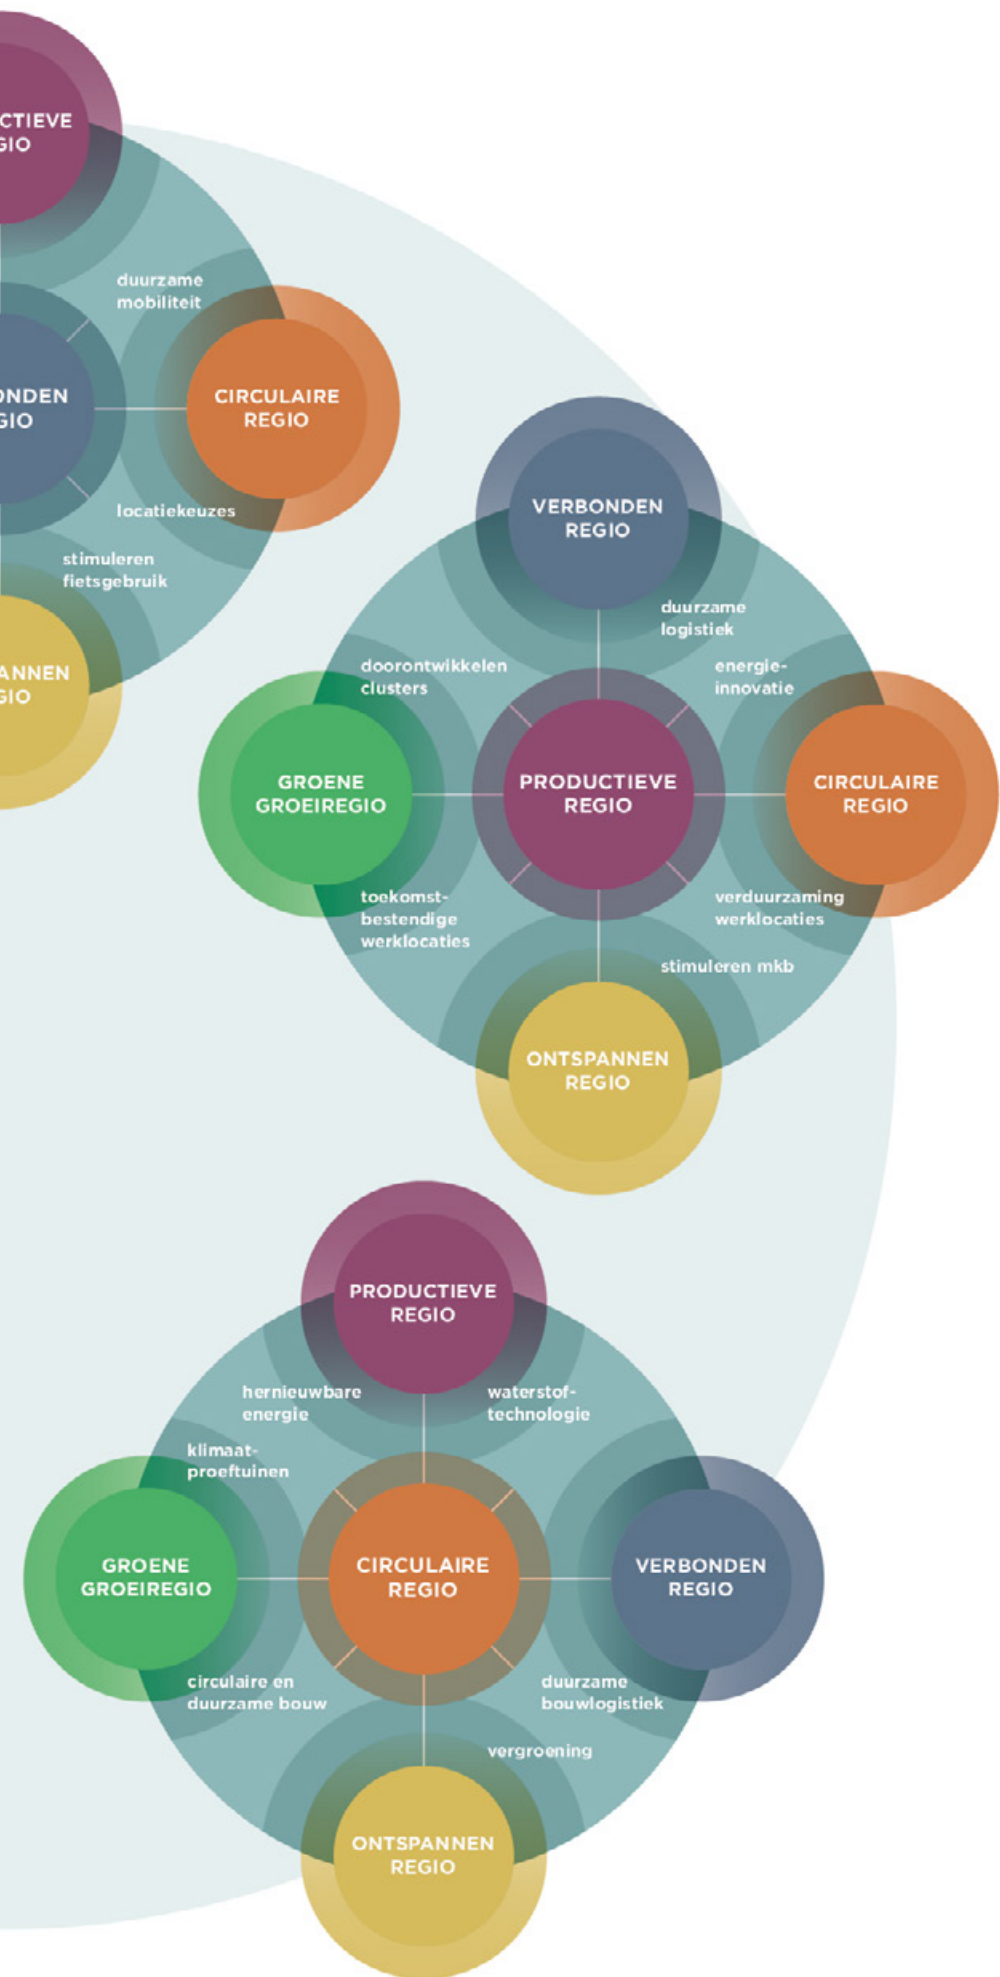 CTIEVE
GIO
duurzame
mobiliteit
ONDEN
GIO
CIRCULAIRE
REGIO
locatiekeuzes
stimuleren
fietsgebruik
ANNEN
GIO
VERBONDEN
REGIO
duurzame
logistiek
doorontwikkelen
clusters
energie-
innovatie
GROENE
GROEIREGIO
PRODUCTIEVE
REGIO
CIRCULAIRE
REGIO
toekomst-
bestendige
werklocaties
verduurzaming
werklocaties
stimuleren mkb
ONTSPANNEN
REGIO
PRODUCTIEVE
REGIO
hernieuwbare
energie
waterstof-
technologie
klimaat-
proeftuinen
GROENE
GROEIREGIO
CIRCULAIRE
REGIO
VERBONDEN
REGIO
circulaire en
duurzame bouw
duurzame
bouwlogistiek
vergroening
ONTSPANNEN
REGIO